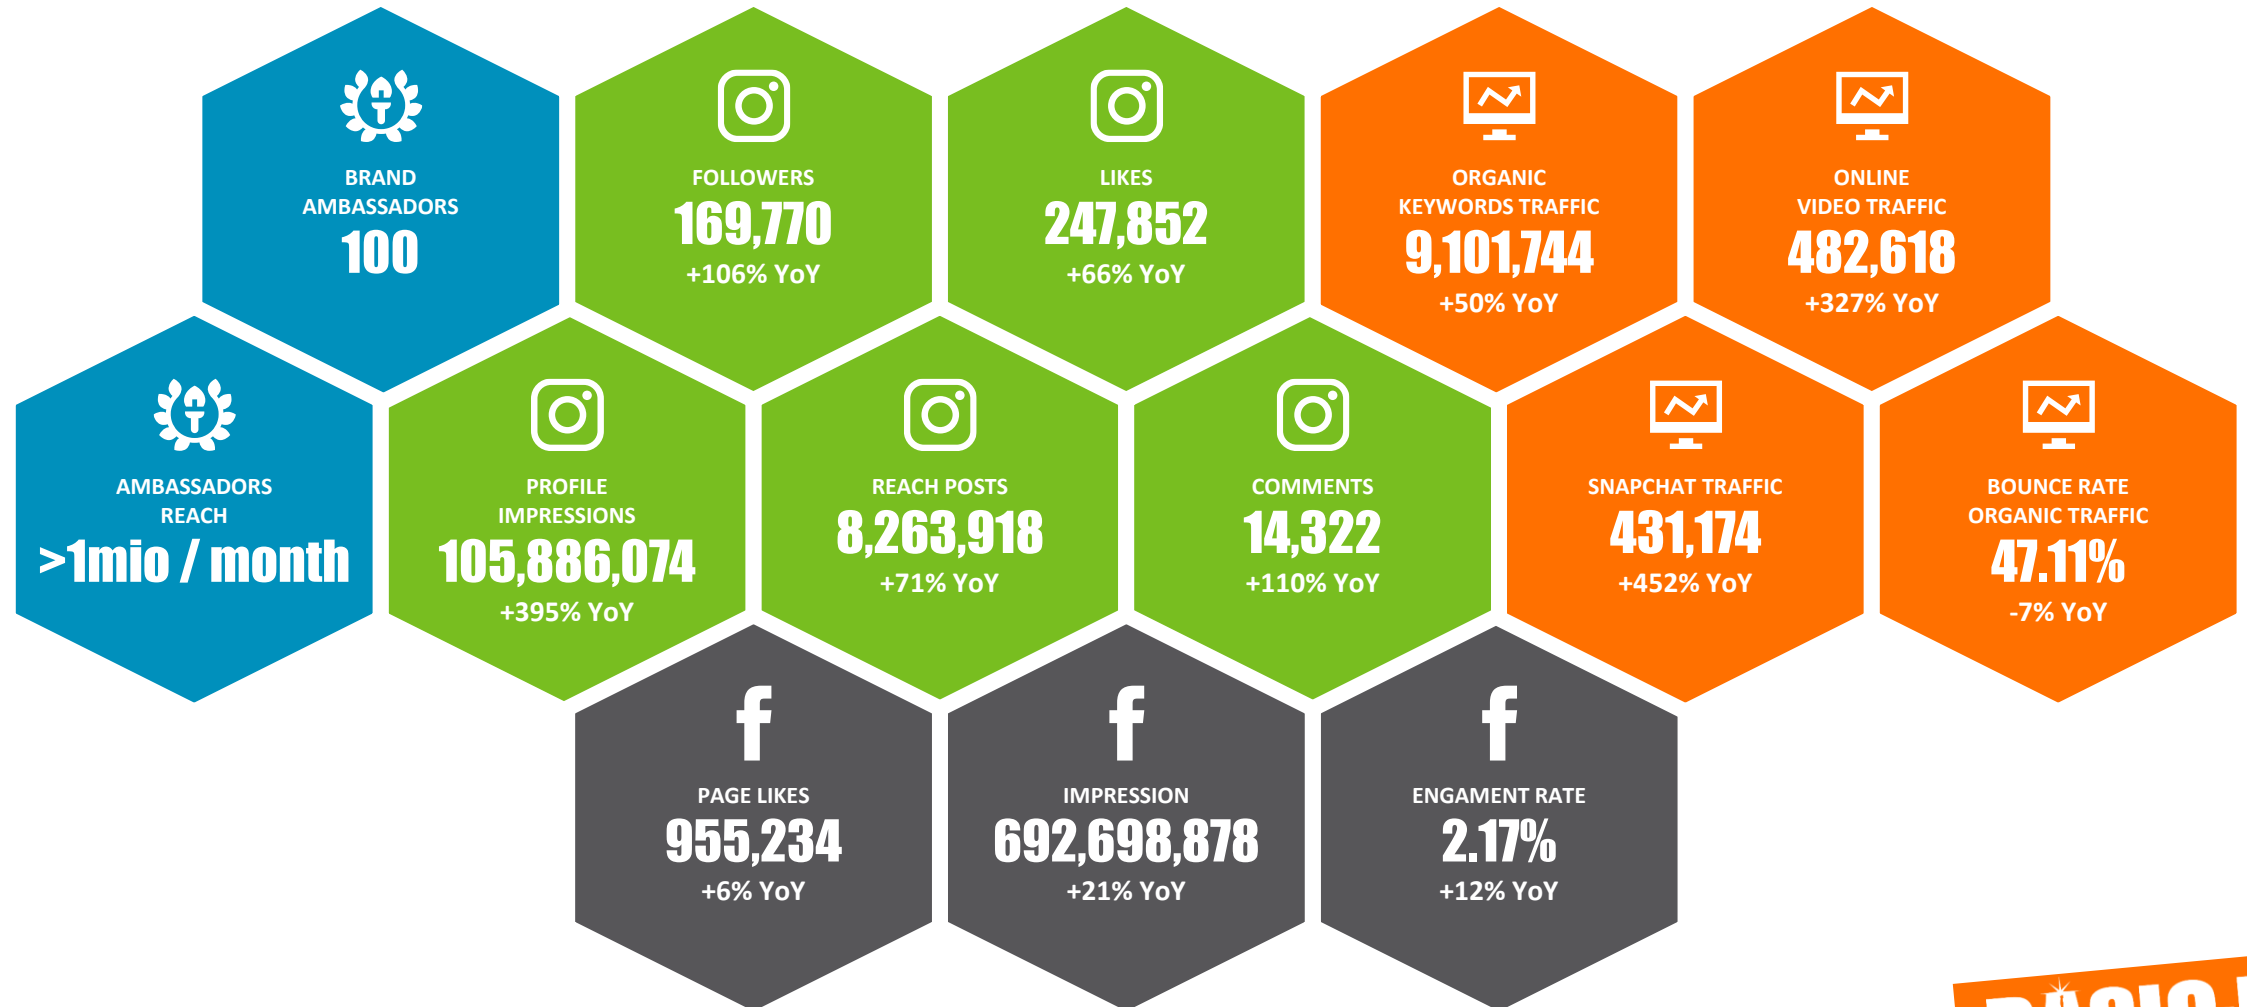 BRAND
AMBASSADORS
100
FOLLOWERS
169,770
+106% YoY
LIKES
247,852
+66% YoY
ORGANIC
KEYWORDS TRAFFIC
9,101,744
+50% YoY
ONLINE
VIDEO TRAFFIC
482,618
+327% YoY
AMBASSADORS
REACH
>1mio / month
PROFILE
IMPRESSIONS
105,886,074
+395% YoY
REACH POSTS
8,263,918
+71% YoY
COMMENTS
14,322
+110% YoY
SNAPCHAT TRAFFIC
431,174
+452% YoY
BOUNCE RATE
ORGANIC TRAFFIC
47.11%
-7% YoY
PAGE LIKES
955,234
+6% YoY
IMPRESSION
692,698,878
+21% YoY
ENGAMENT RATE
2.17%
+12% YoY